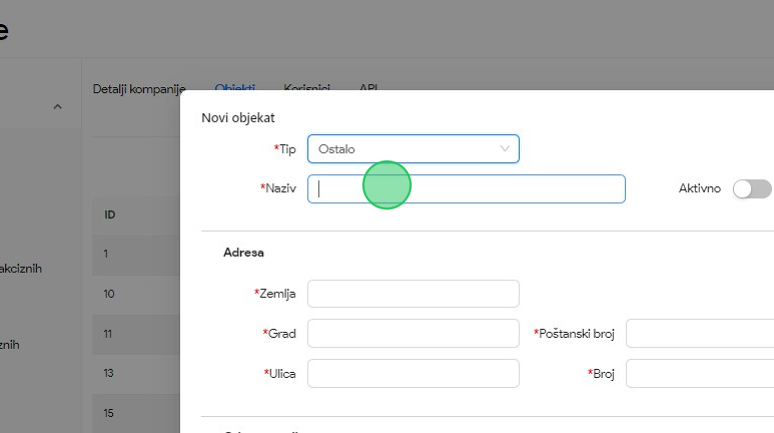 e
Detalji kompanije Objekti Korisnici API
Novi objekat
*Tip Ostalo
*Naziv Aktivno
ID
Adresa
1
akciznih
*Zemlja
10
*Grad *Poštanski broj
11
znih
*Ulica *Broj
13
15